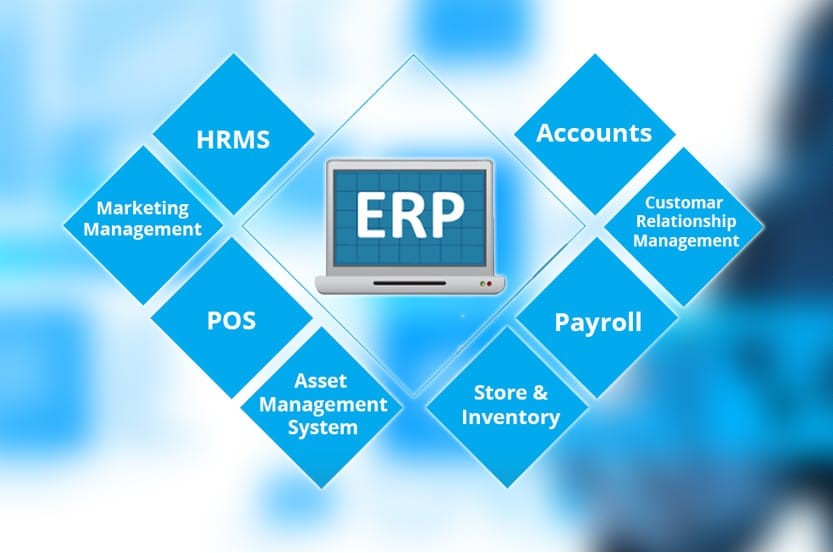 HRMS
Marketing
Management
POS
Asset
Management
System
ERP
Accounts
Customar
Relationship
Management
Payroll
Store &
Inventory